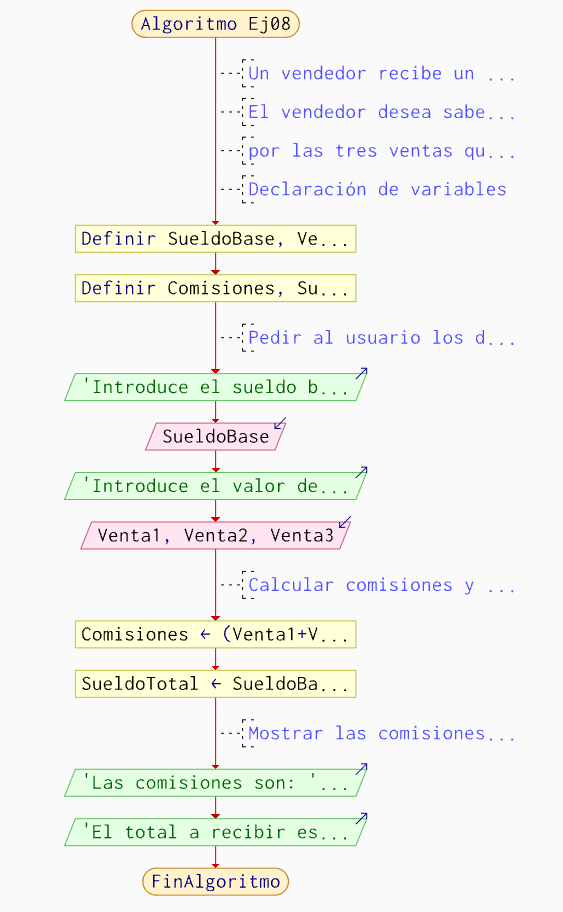 Algoritmo Ej08
Un vendedor recibe un ...
El vendedor desea sabe...
por las tres ventas qu...
Declaración de variables
Definir SueldoBase, Ve...
Definir Comisiones, Su...
Pedir al usuario los d...
'Introduce el sueldo b...
SueldoBase
'Introduce el valor de...
Venta1, Venta2, Venta3
Calcular comisiones y ...
Comisiones ← (Venta1+V...
SueldoTotal ← SueldoBa...
Mostrar las comisiones...
'Las comisiones son: '...
'El total a recibir es...
FinAlgoritmo